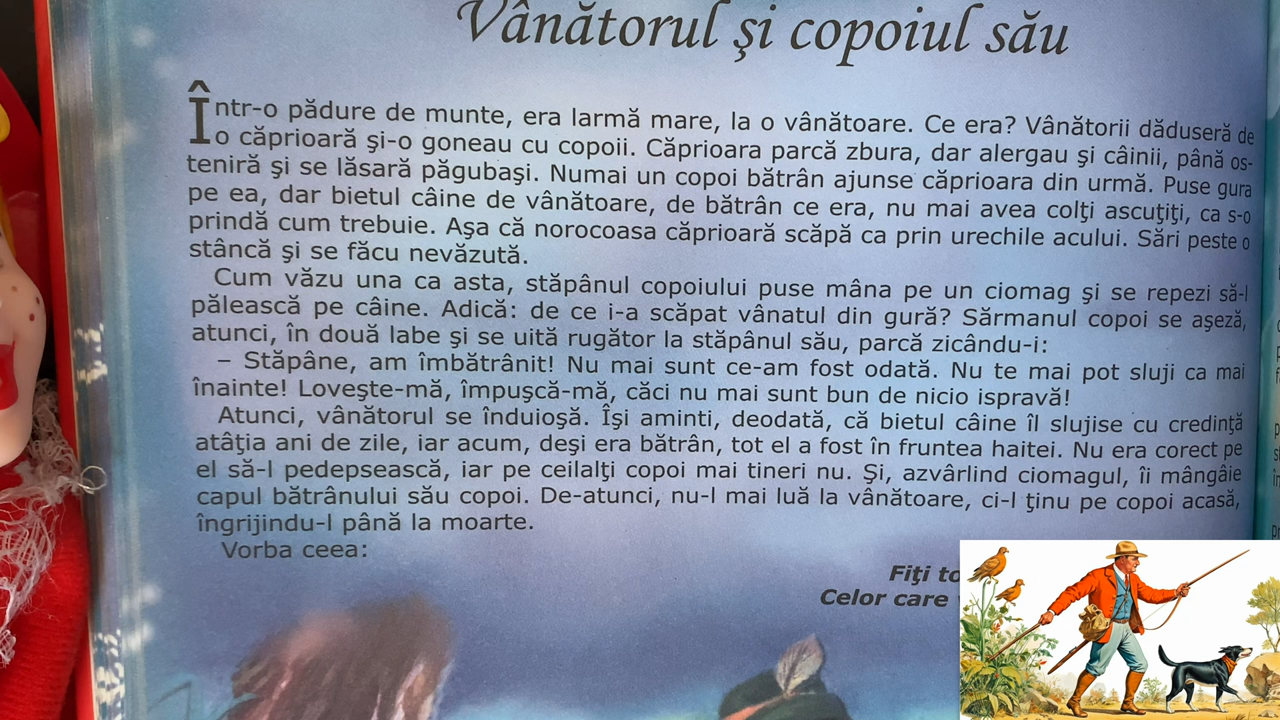 Vânătorul şi copoiul său
Într-o pădure de munte, era larmă mare, la o vânătoare. Ce era? Vânătorii dăduseră de
o căprioară şi-o goneau cu copoii. Căprioara parcă zbura, dar alergau şi câinii, până os-
teniră şi se lăsară păgubaşi. Numai un copoi bătrân ajunse căprioara din urmă. Puse gura
pe ea, dar bietul câine de vânătoare, de bătrân ce era, nu mai avea colţi ascuţiţi, ca s-o
prindă cum trebuie. Aşa că norocoasa căprioară scăpă ca prin urechile acului. Sări peste o
stâncă şi se făcu nevăzută.
Cum văzu una ca asta, stăpânul copoiului puse mâna pe un ciomag şi se repezi să-l
pălească pe câine. Adică: de ce i-a scăpat vânatul din gură? Sărmanul copoi se aşeză,
atunci, în două labe şi se uită rugător la stăpânul său, parcă zicându-i:
– Stăpâne, am îmbătrânit! Nu mai sunt ce-am fost odată. Nu te mai pot sluji ca mai
înainte! Loveşte-mă, împuşcă-mă, căci nu mai sunt bun de nicio ispravă!
Atunci, vânătorul se înduioşă. Îşi aminti, deodată, că bietul câine îl slujise cu credinţă
atâţia ani de zile, iar acum, deşi era bătrân, tot el a fost în fruntea haitei. Nu era corect pe
el să-l pedepsească, iar pe ceilalţi copoi mai tineri nu. Şi, azvârlind ciomagul, îi mângâie
capul bătrânului său copoi. De-atunci, nu-l mai luă la vânătoare, ci-l ţinu pe copoi acasă,
îngrijindu-l până la moarte.
Vorba ceea:
Fiţi
Celor care